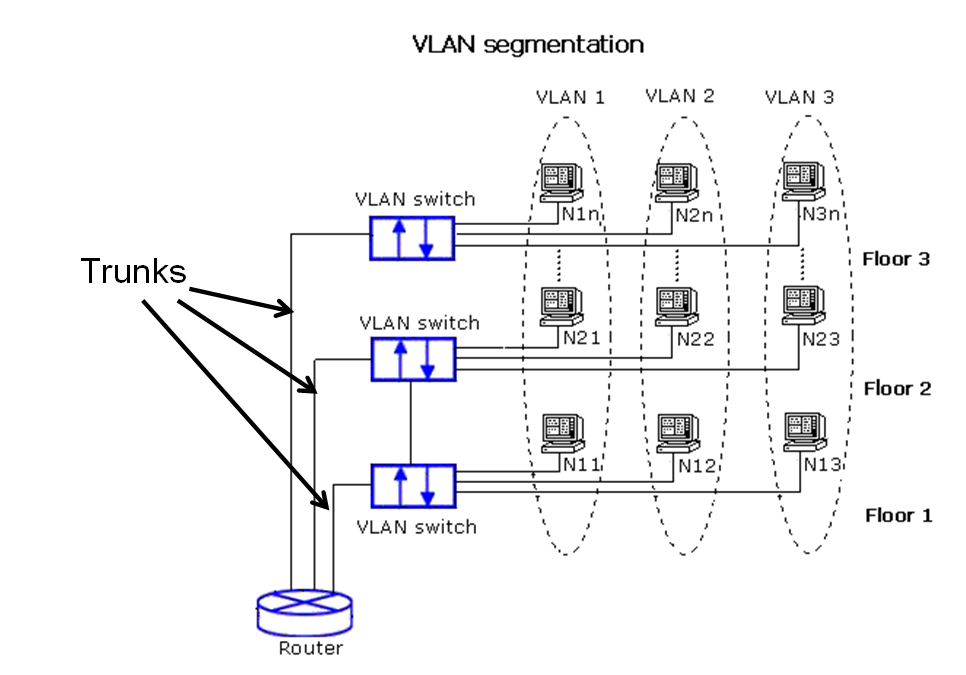 VLAN segmentation
VLAN 1
VLAN 2
VLAN 3
VLAN switch
N1n
N2n
N3n
Floor 3
Trunks
VLAN switch
N21
N22
N23
Floor 2
N11
N12
N13
VLAN switch
Floor 1
Router